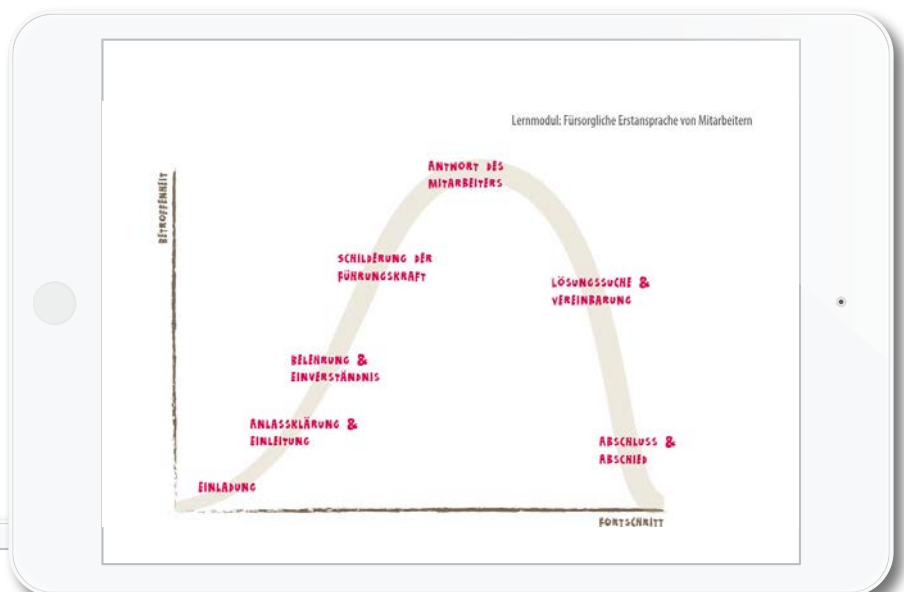 Lernmodul: Fürsorgliche Erstansprache von Mitarbeitern
BETROFFENHEIT
ANTWORT DES
MITARBEITERS
SCHILDERUNG DER
FÜHRUNGSKRAFT
LÖSUNGSSUCHE &
VEREINBARUNG
BELEHRUNG &
EINVERSTÄNDNIS
ANLASSKLÄRUNG &
EINLEITUNG
ABSCHLUSS &
ABSCHIED
EINLADUNG
FORTSCHRITT